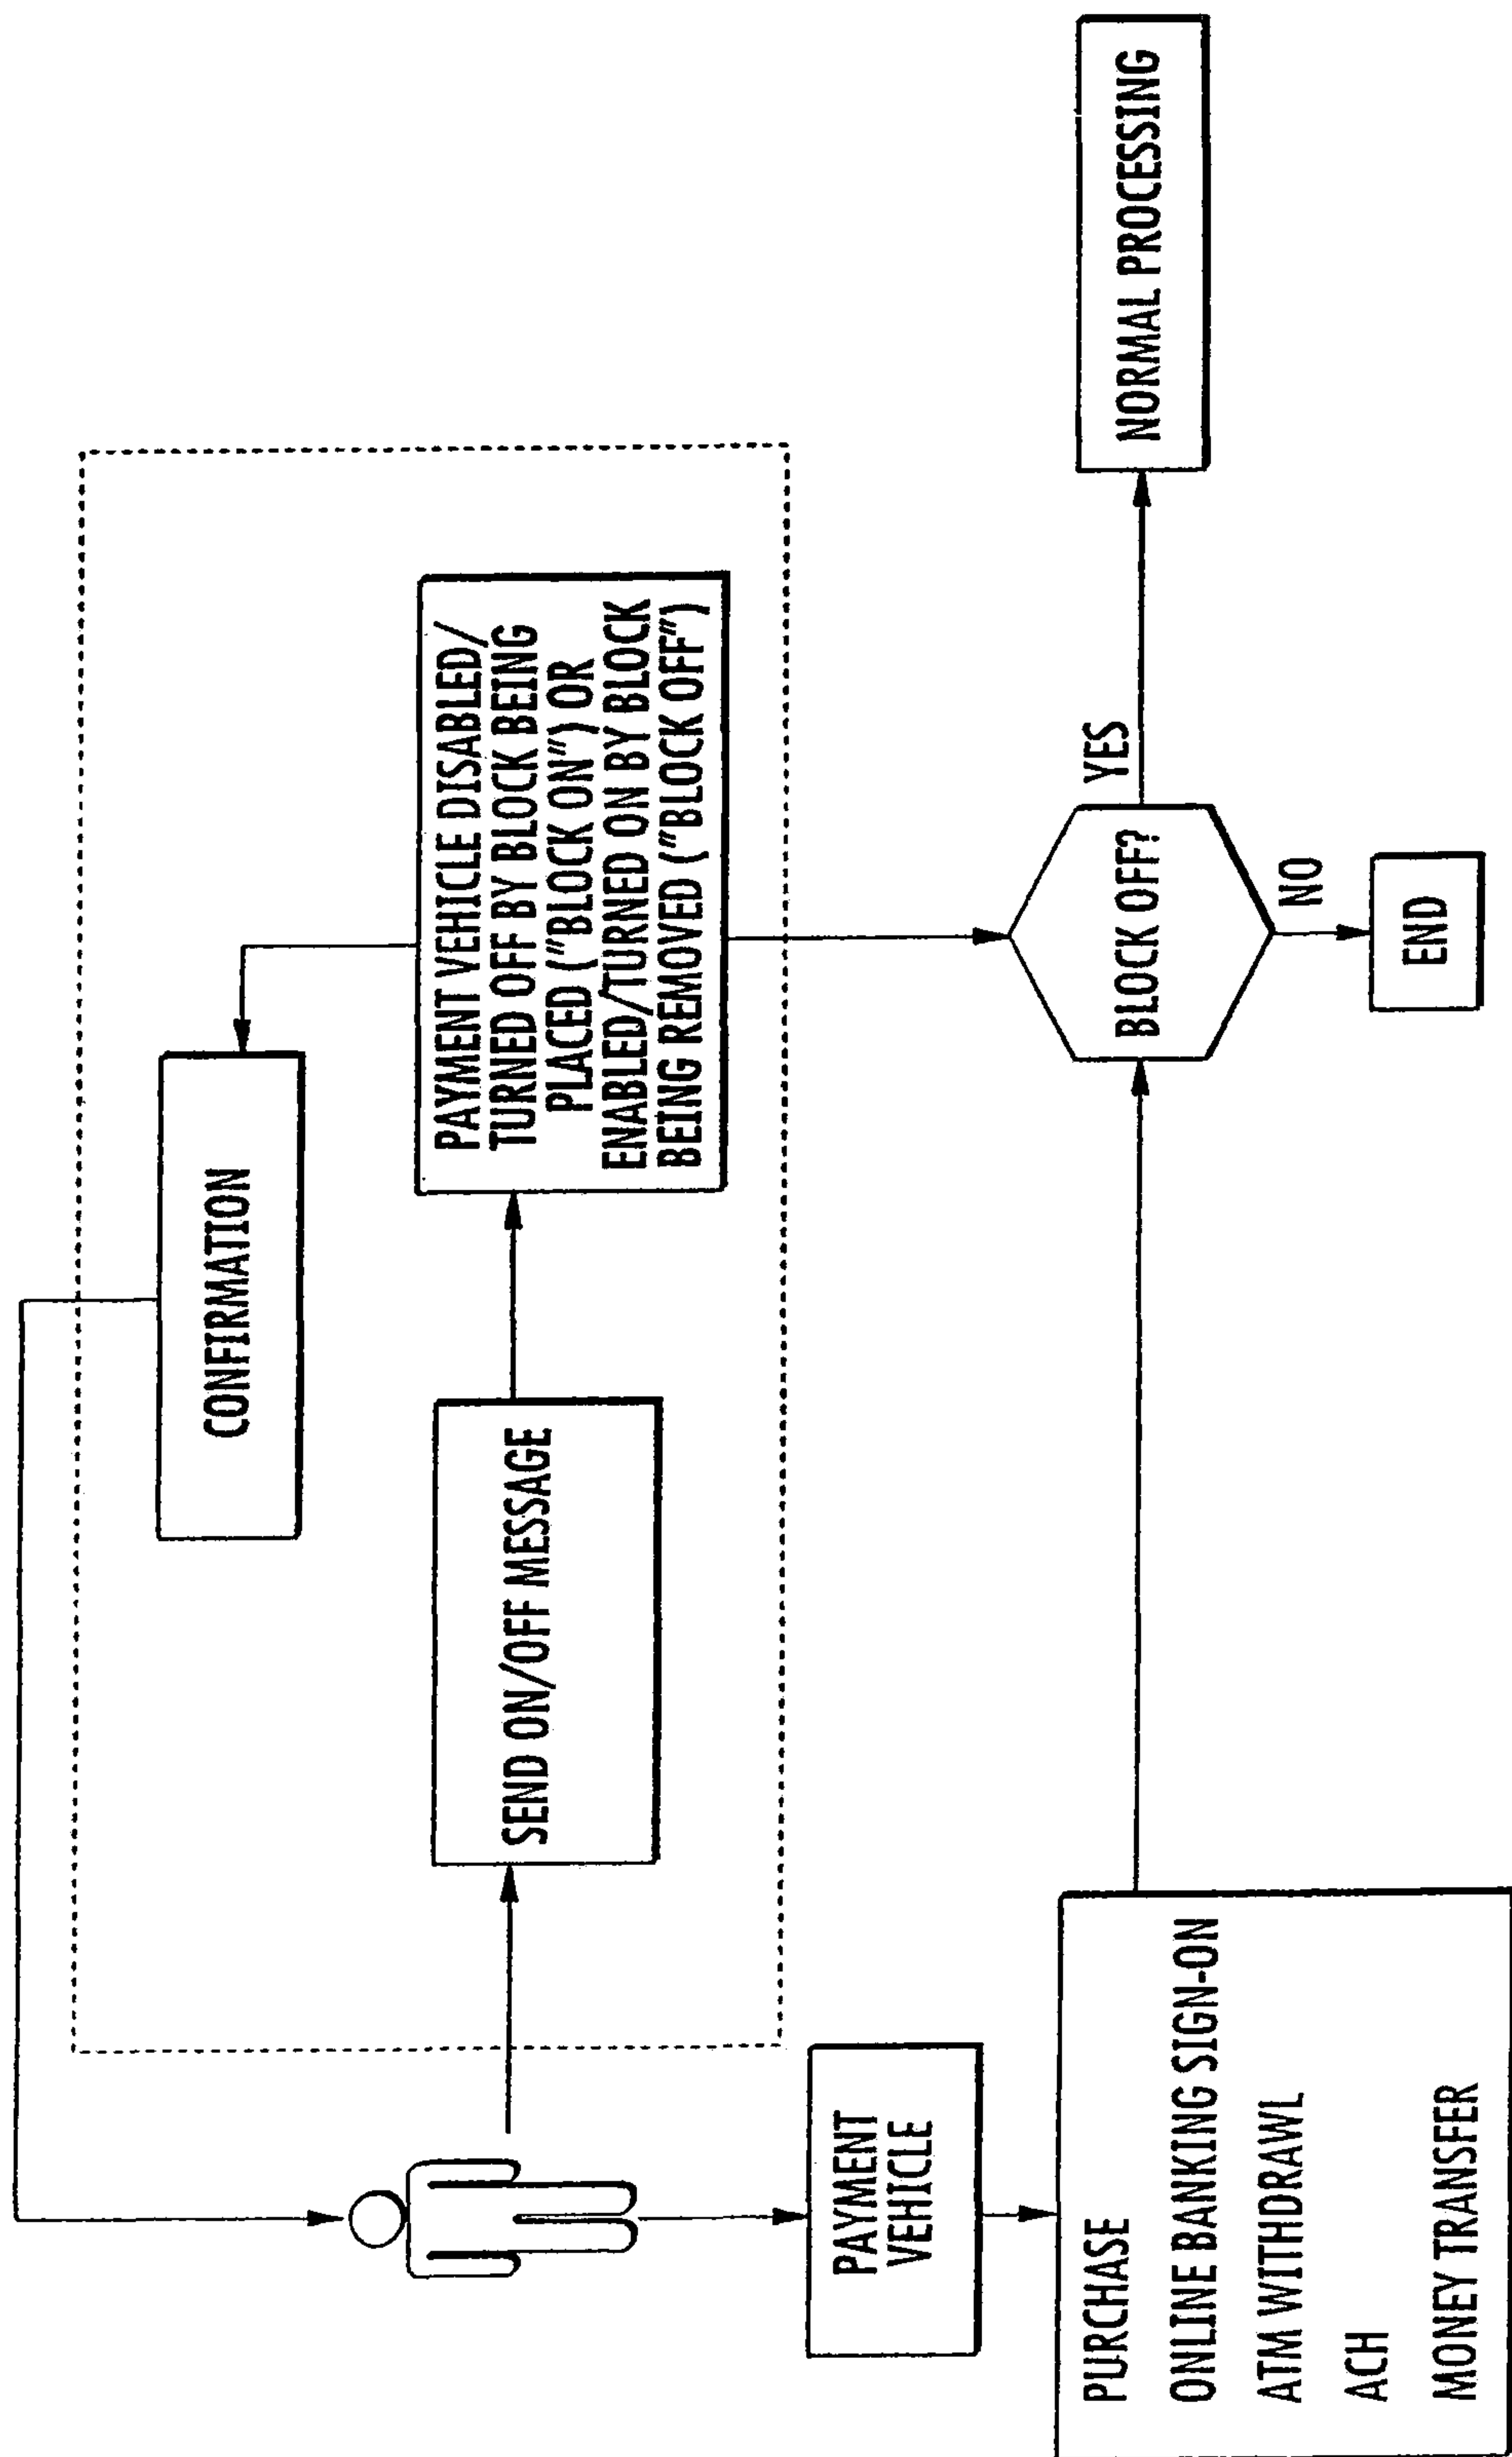 CONFIRMATION
SEND ON/OFF MESSAGE
PAYMENT VEHICLE DISABLED/
TURNED OFF BY BLOCK BEING
PLACED ("BLOCK ON") OR
ENABLED/TURNED ON BY BLOCK
BEING REMOVED ("BLOCK OFF")
PAYMENT
VEHICLE
PURCHASE
ONLINE BANKING SIGN-ON
ATM WITHDRAWL
ACH
MONEY TRANSFER
BLOCK OFF?
YES
NORMAL PROCESSING
NO
END